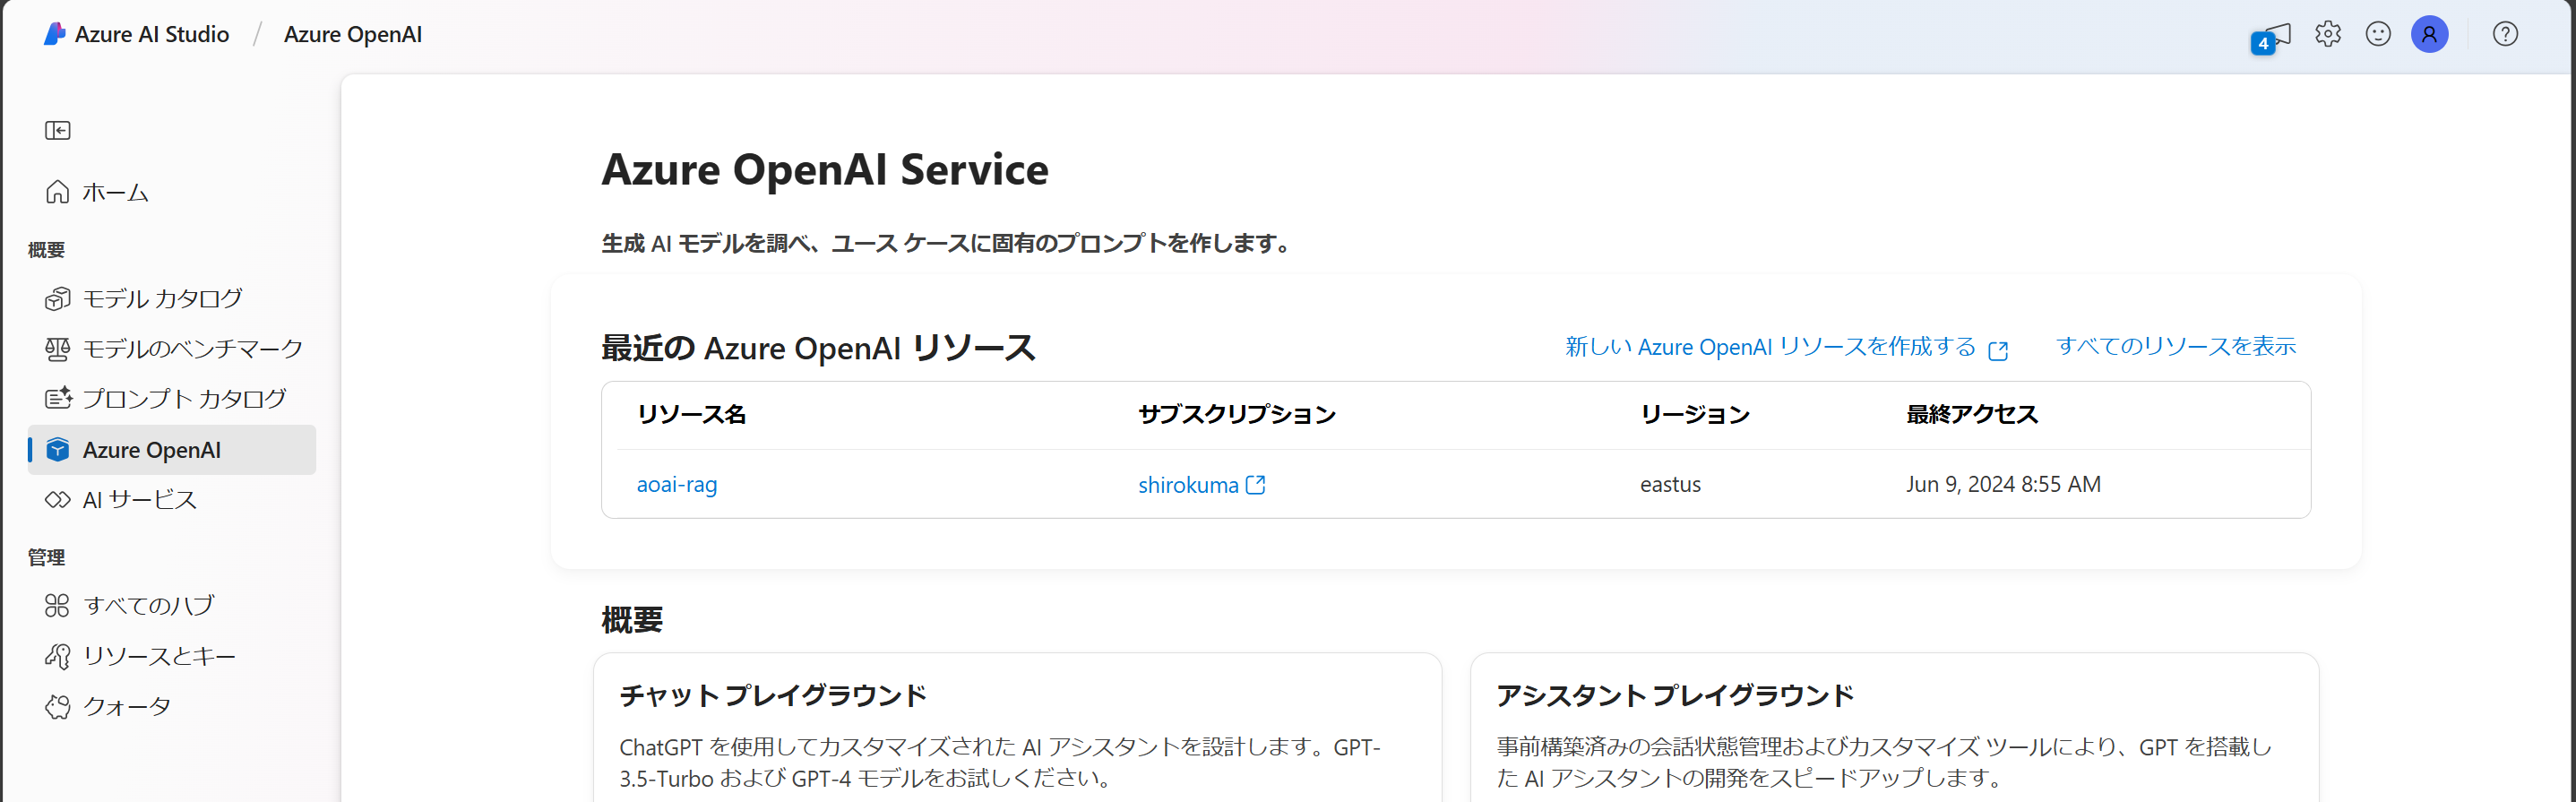 Azure AI Studio / Azure OpenAI
4
ホーム
概要
モデル カタログ
モデルのベンチマーク
プロンプト カタログ
Azure OpenAI
AI サービス
管理
すべてのハブ
リソースとキー
クォータ
Azure OpenAI Service
生成 AI モデルを調べ、ユース ケースに固有のプロンプトを作します。
最近の Azure OpenAI リソース
新しい Azure OpenAI リソースを作成する
すべてのリソースを表示
リソース名 サブスクリプション リージョン 最終アクセス
aoai-rag shirokuma eastus Jun 9, 2024 8:55 AM
概要
チャット プレイグラウンド
ChatGPT を使用してカスタマイズされた AI アシスタントを設計します。GPT-
3.5-Turbo および GPT-4 モデルをお試しください。
アシスタント プレイグラウンド
事前構築済みの会話状態管理およびカスタマイズ ツールにより、GPT を搭載し
た AI アシスタントの開発をスピードアップします。